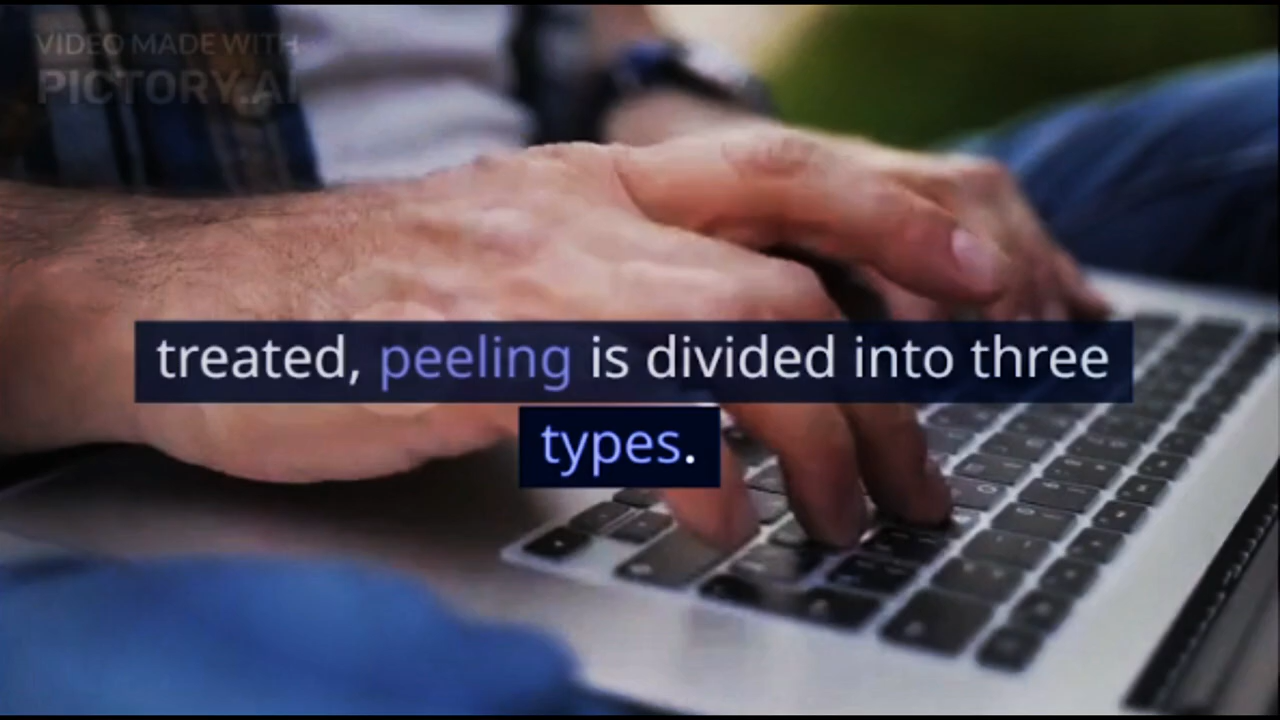 VIDEO MADE WITH
PICTORY.AI
treated, peeling is divided into three
types.